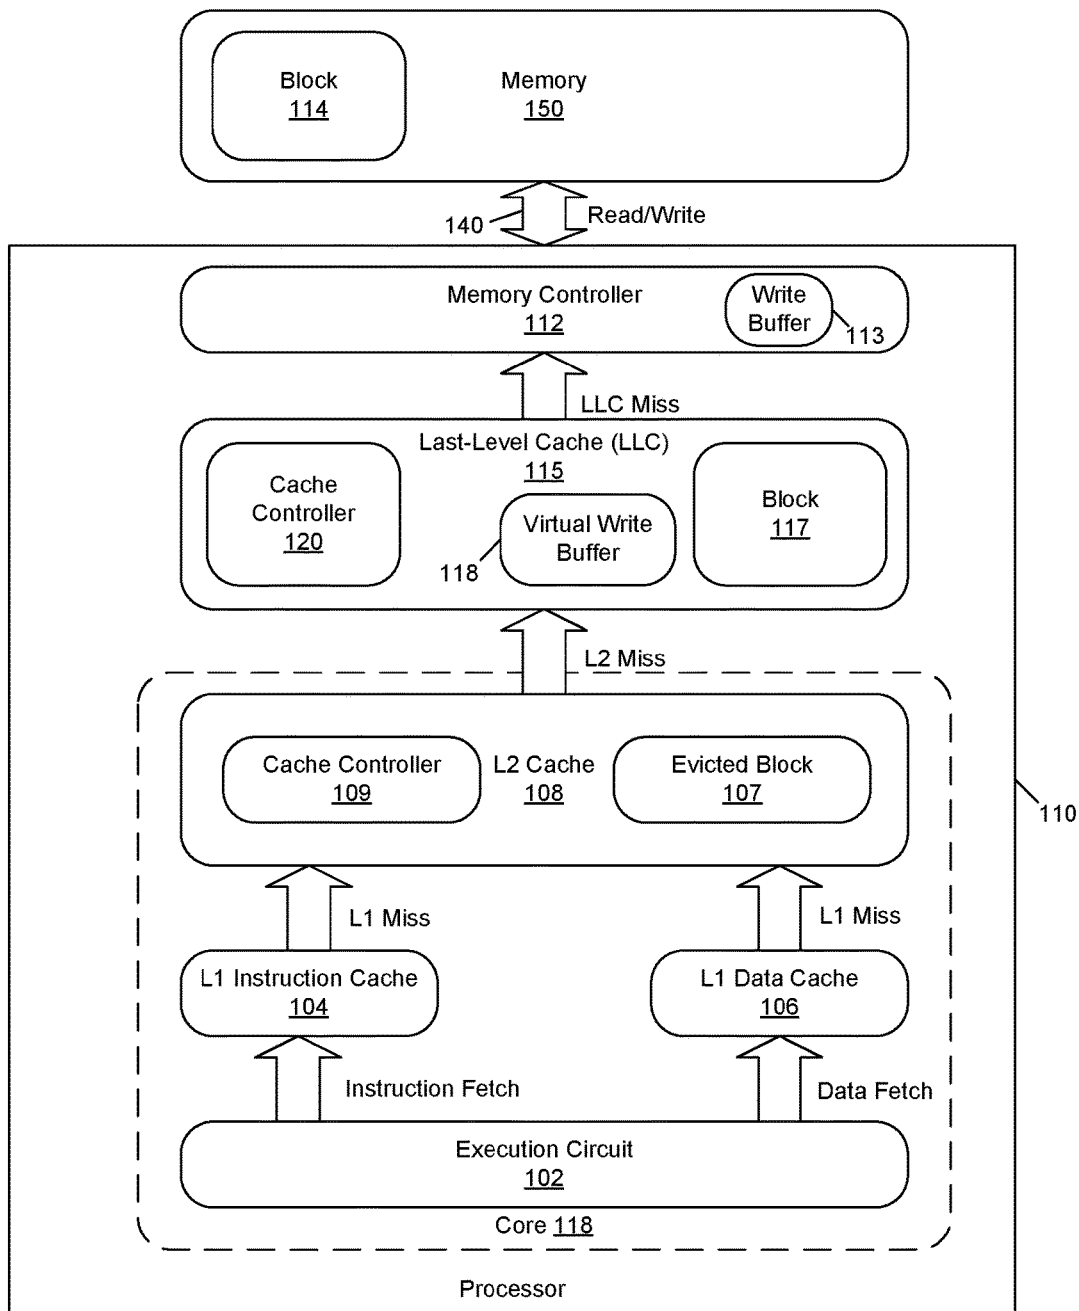 Block
114
Memory
150
140
Read/Write
Memory Controller
112
Write
Buffer
113
LLC Miss
Last-Level Cache (LLC)
115
Cache
Controller
120
Virtual Write
Buffer
118
Block
117
L2 Miss
Cache Controller
109
L2 Cache
108
Evicted Block
107
110
L1 Miss
L1 Miss
L1 Instruction Cache
104
L1 Data Cache
106
Instruction Fetch
Data Fetch
Execution Circuit
102
Core 118
Processor